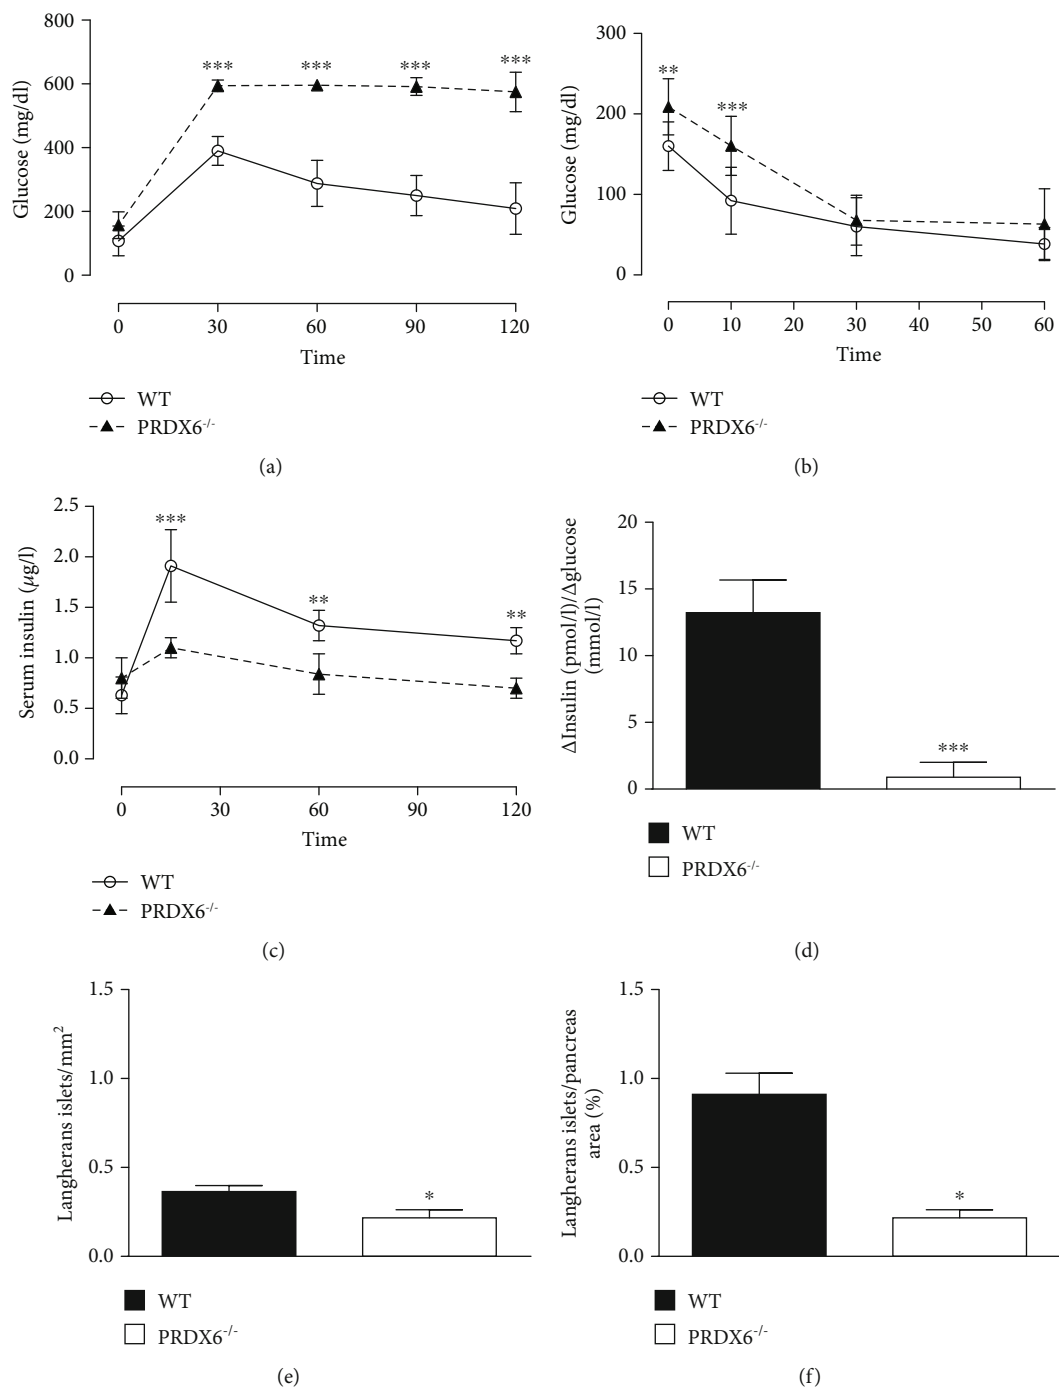 800
600
400
200
0
Glucose (mg/dl)
*** *** *** ***
0 30 60 90 120
Time
WT
PRDX6-/-
(a)
300
200
100
0
Glucose (mg/dl)
** ***
0 10 20 30 40 50 60
Time
WT
PRDX6-/-
(b)
2.5
2.0
1.5
1.0
0.5
0.0
Serum insulin (μg/l)
*** ** **
0 30 60 90 120
Time
WT
PRDX6-/-
(c)
20
15
10
5
0
ΔInsulin (pmol/l)/Δglucose
(mmol/l)
***
WT
PRDX6-/-
(d)
1.5
1.0
0.5
0.0
Langherans islets/mm2
*
WT
PRDX6-/-
(e)
1.5
1.0
0.5
0.0
Langherans islets/pancreas
area (%)
*
WT
PRDX6-/-
(f)